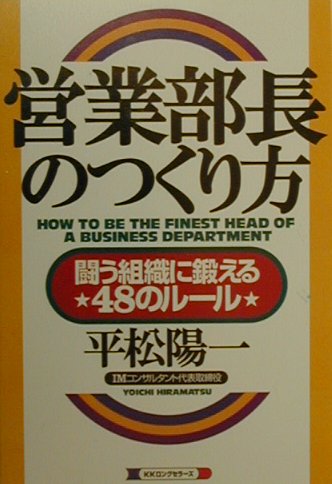 営業部長
のつくり方
HOW TO BE THE FINEST HEAD OF
A BUSINESS DEPARTMENT
闘う組織に鍛える
★48のルール★
平松陽一
IMコンサルタント代表取締役
YOICHI HIRAMATSU
KKロングセラーズ